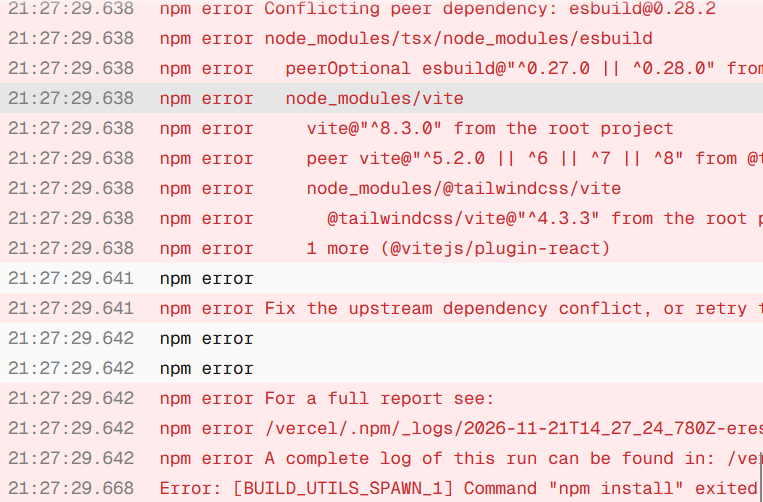 21:27:29.638 npm error Conflicting peer dependency: esbuild@0.28.2
21:27:29.638 npm error node_modules/tsx/node_modules/esbuild
21:27:29.638 npm error   peerOptional esbuild@"^0.27.0 || ^0.28.0" from
21:27:29.638 npm error   node_modules/vite
21:27:29.638 npm error     vite@"^8.3.0" from the root project
21:27:29.638 npm error     peer vite@"^5.2.0 || ^6 || ^7 || ^8" from @t
21:27:29.638 npm error     node_modules/@tailwindcss/vite
21:27:29.638 npm error       @tailwindcss/vite@"^4.3.3" from the root p
21:27:29.638 npm error     1 more (@vitejs/plugin-react)
21:27:29.641 npm error
21:27:29.641 npm error Fix the upstream dependency conflict, or retry t
21:27:29.642 npm error
21:27:29.642 npm error
21:27:29.642 npm error For a full report see:
21:27:29.642 npm error /vercel/.npm/_logs/2026-11-21T14_27_24_780Z-eres
21:27:29.642 npm error A complete log of this run can be found in: /ver
21:27:29.668 Error: [BUILD_UTILS_SPAWN_1] Command "npm install" exited